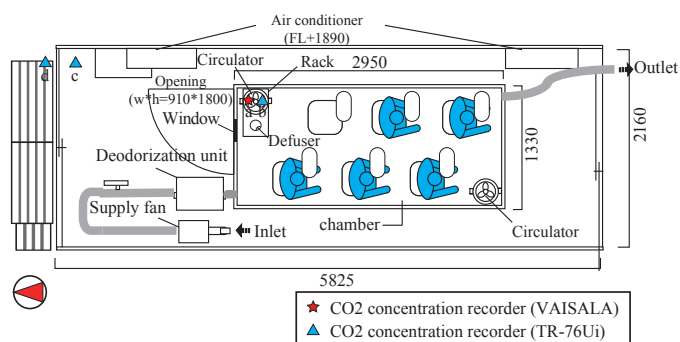 Air conditioner
(FL+1890)
Circulator
Rack
2950
Outlet
d
c
Opening
(w*h=910*1800)
a
b
Window
Defuser
2160
1330
Deodorization unit
Supply fan
chamber
Inlet
Circulator
5825
CO2 concentration recorder (VAISALA)
CO2 concentration recorder (TR-76Ui)